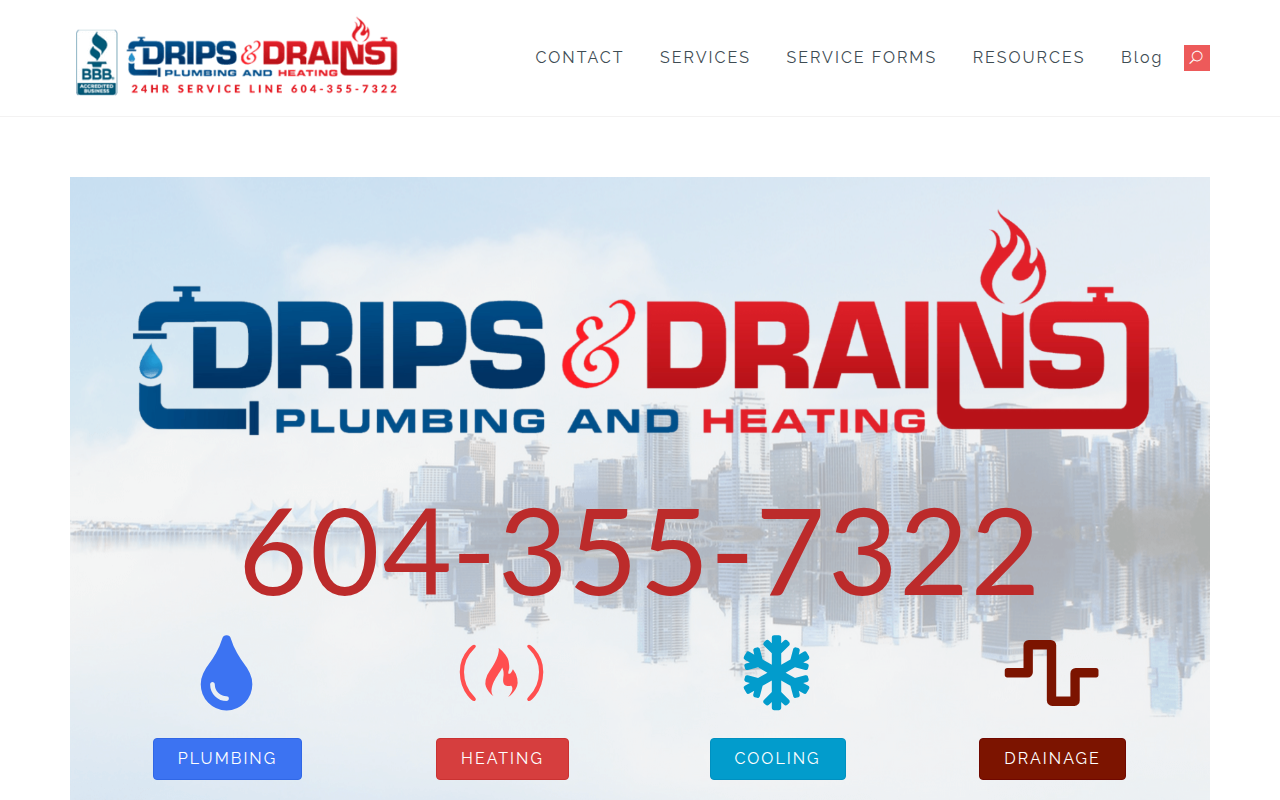 BBB
ACCREDITED
BUSINESS
DRIPS & DRAINS
PLUMBING AND HEATING
24HR SERVICE LINE 604-355-7322
CONTACT
SERVICES
SERVICE FORMS
RESOURCES
Blog
DRIPS & DRAINS
PLUMBING AND HEATING
604-355-7322
PLUMBING
HEATING
COOLING
DRAINAGE